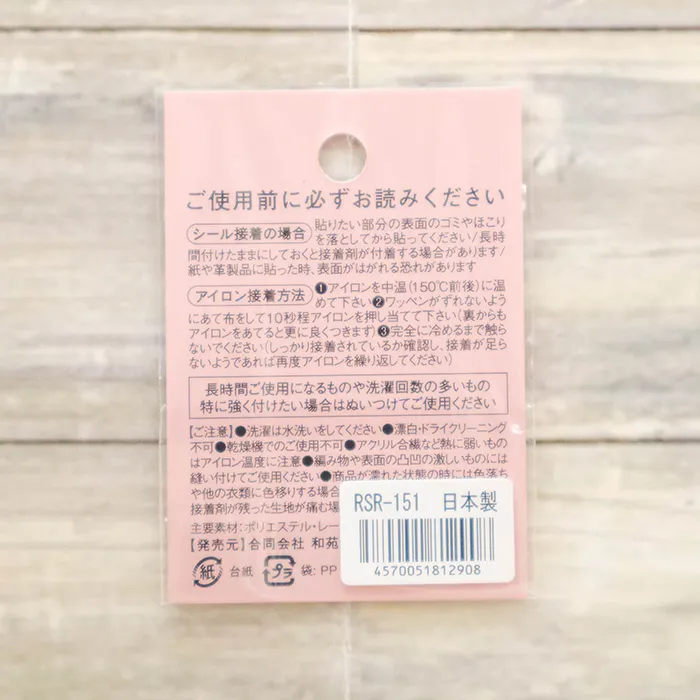 ご使用前に必ずお読みください
シール接着の場合 貼りたい部分の表面のゴミやほこり
を落としてから貼ってください/長時
間付けたままにしておくと接着剤が付着する場合があります/
紙や革製品に貼った時、表面がはがれる恐れがあります
アイロン接着方法 ❶アイロンを中温(150℃前後)に温
めて下さい❷ワッペンがずれないよう
にあて布をして10秒程アイロンを押し当てて下さい(裏からも
アイロンをあてると更に良くつきます)❸完全に冷めるまで触ら
ないでください(しっかり接着されているか確認し、接着が足ら
ないようであれば再度アイロンを繰り返してください)
長時間ご使用になるものや洗濯回数の多いもの
特に強く付けたい場合はぬいつけてご使用ください
【ご注意】●洗濯は水洗いをしてください●漂白・ドライクリーニング
不可●乾燥機でのご使用不可●アクリル合繊など熱に弱いもの
はアイロン温度に注意●編み物や表面の凸凹の激しいものには
縫い付けてご使用ください●商品が濡れた状態の時には色落ち
や他の衣類に色移りする場合
接着剤が残った生地が痛む場
主要素材:ポリエステル・レー
【発売元】合同会社 和苑
紙 台紙 プラ 袋:PP
RSR-151 日本製
4570051812908